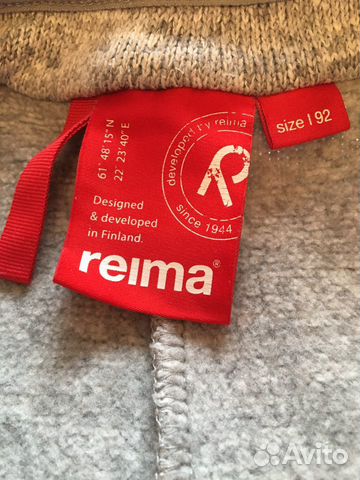 61° 48'15"N
22° 23'40"E
developed by reima
since 1944
R
Designed
& developed
in Finland.
reima®
size | 92
Avito